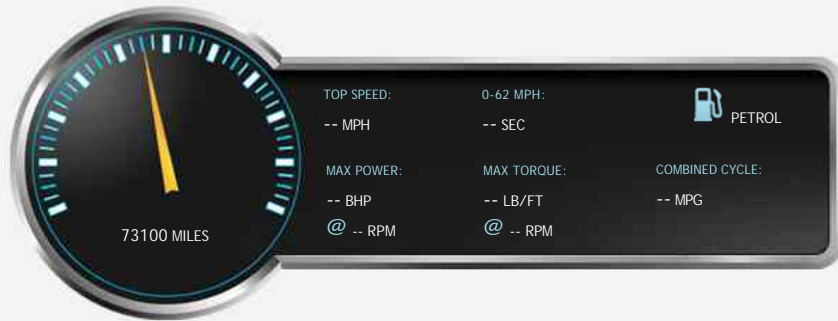 TOP SPEED:
-- MPH
0-62 MPH:
-- SEC
PETROL
MAX POWER:
-- BHP
@ -- RPM
MAX TORQUE:
-- LB/FT
@ -- RPM
COMBINED CYCLE:
-- MPG
73100 MILES